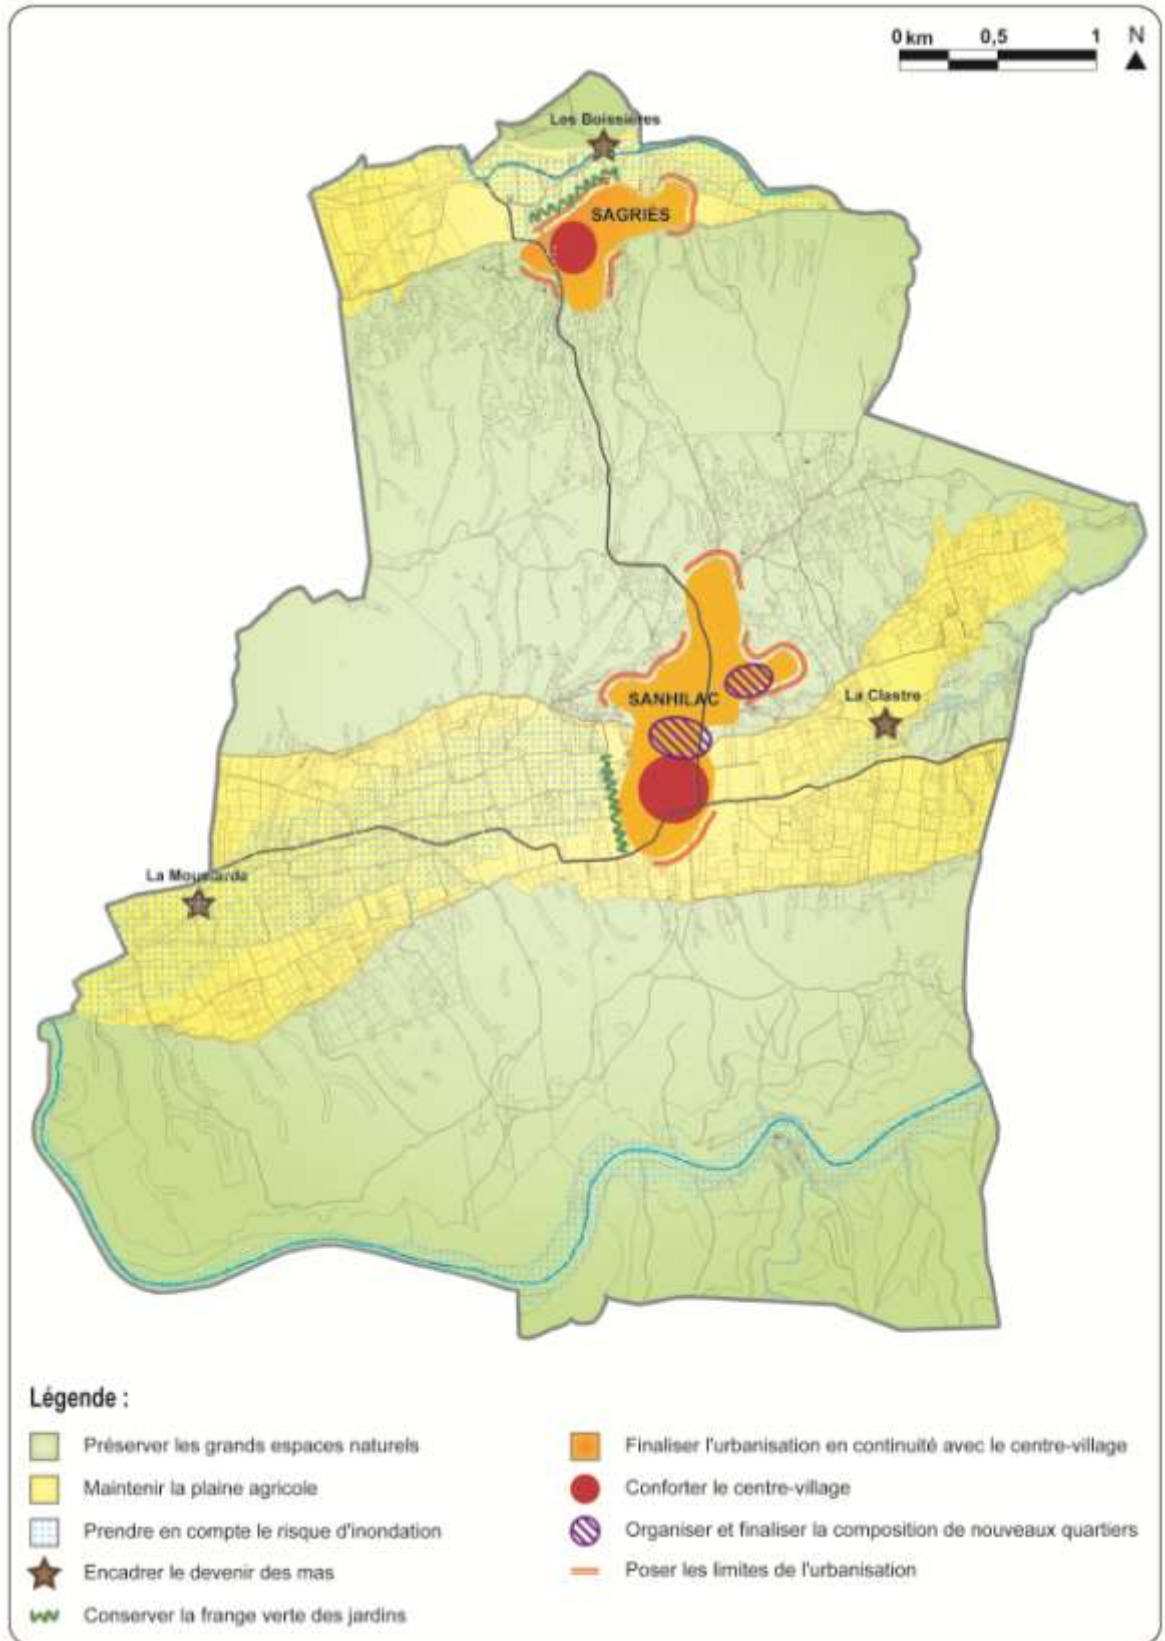 0 km 0,5 1 N
Les Boissières
SAGRIES
SANHILAC
La Clastre
La Moustarde
Légende :
Préserver les grands espaces naturels
Maintenir la plaine agricole
Prendre en compte le risque d'inondation
Encadrer le devenir des mas
Conserver la frange verte des jardins
Finaliser l'urbanisation en continuité avec le centre-village
Conforter le centre-village
Organiser et finaliser la composition de nouveaux quartiers
Poser les limites de l'urbanisation